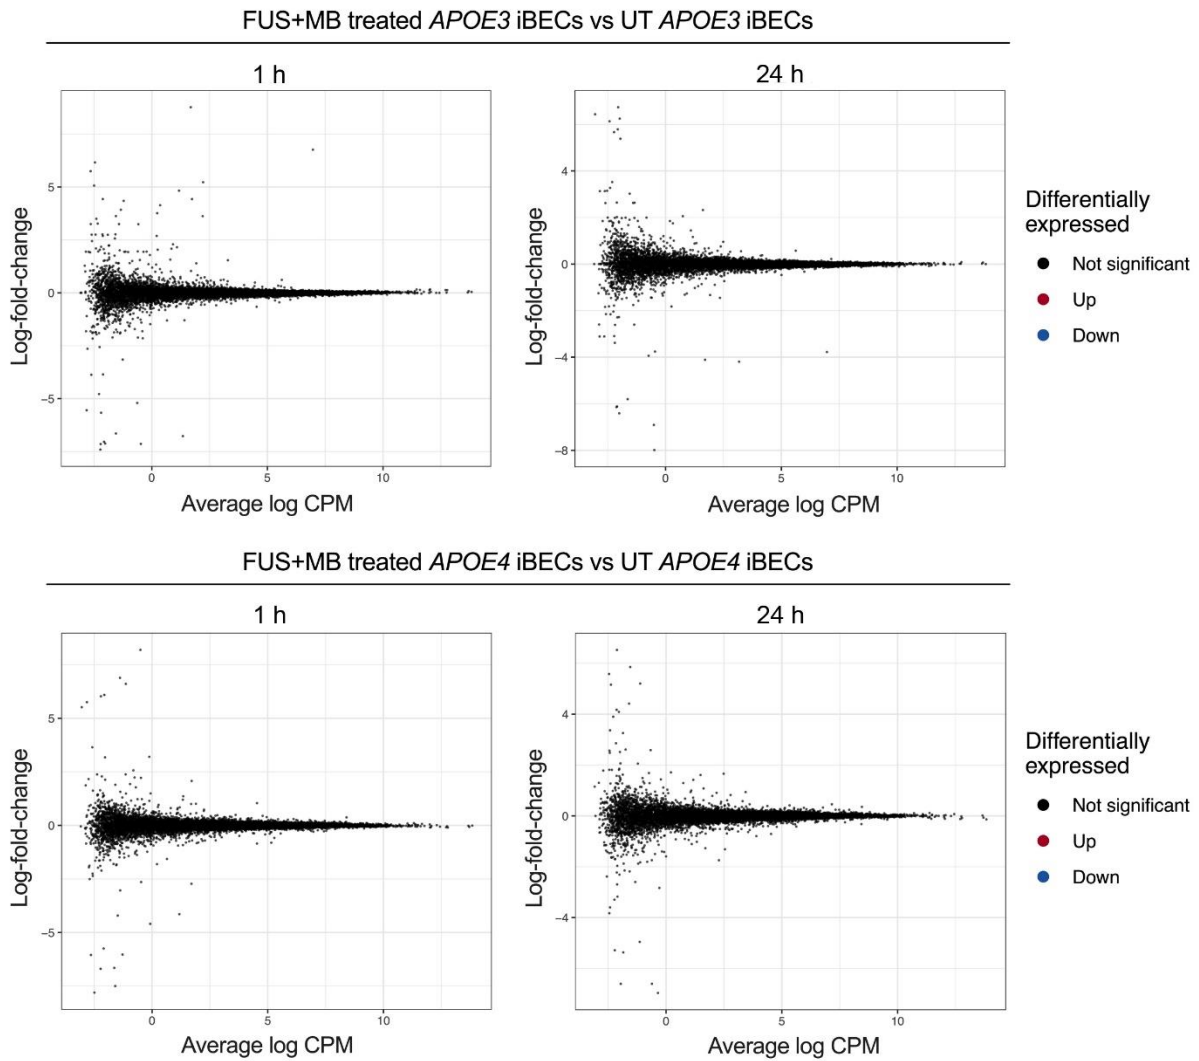 FUS+MB treated APOE3 iBECs vs UT APOE3 iBECs
1 h
24 h
Log-fold-change
5
0
−5
0
5
10
Average log CPM
Log-fold-change
4
0
−4
−8
0
5
10
Average log CPM
Differentially
expressed
Not significant
Up
Down
FUS+MB treated APOE4 iBECs vs UT APOE4 iBECs
1 h
24 h
Log-fold-change
5
0
−5
0
5
10
Average log CPM
Log-fold-change
4
0
−4
0
5
10
Average log CPM
Differentially
expressed
Not significant
Up
Down